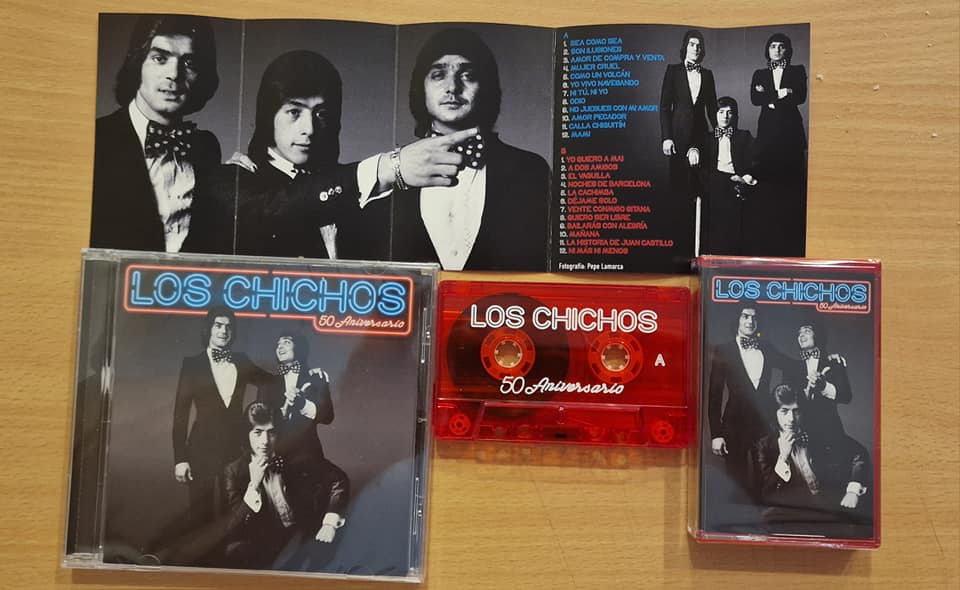 A
1. SEA COMO SEA
2. SON ILUSIONES
3. AMOR DE COMPRA Y VENTA
4. MUJER CRUEL
5. COMO UN VOLCÁN
6. YO VIVO NAVEGANDO
7. NI TÚ, NI YO
8. ODIO
9. NO JUEGUES CON MI AMOR
10. AMOR PECADOR
11. CALLA CHIQUITÍN
12. MAMI
B
1. YO QUIERO A MAI
2. A DOS AMIGOS
3. EL VAQUILLA
4. NOCHES DE BARCELONA
5. LA CACHIMBA
6. DÉJAME SOLO
7. VENTE CONMIGO GITANA
8. QUIERO SER LIBRE
9. BAILARÁS CON ALEGRÍA
10. MAÑANA
11. LA HISTORIA DE JUAN CASTILLO
12. NI MÁS NI MENOS
Fotografía: Pepe Lamarca
LOS CHICHOS
50 Aniversario
LOS CHICHOS
A
50 Aniversario
LOS CHICHOS
50 Aniversario